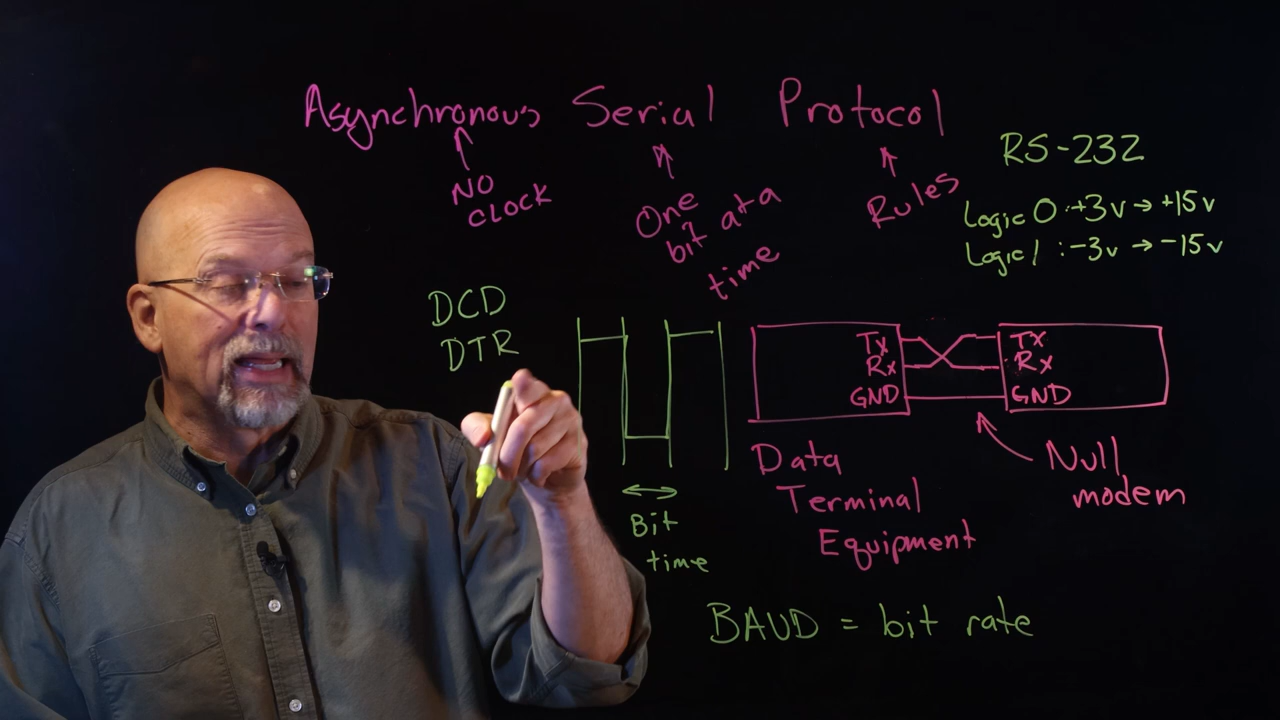 Asynchronous Serial Protocol
NO
CLOCK
One
bit at a
time
Rules
RS-232
Logic 0 : +3v → +15v
Logic 1 : -3v → -15v
DCD
DTR
Bit
time
Tx
Rx
GND
Tx
Rx
GND
Data
Terminal
Equipment
Null
modem
BAUD = bit rate